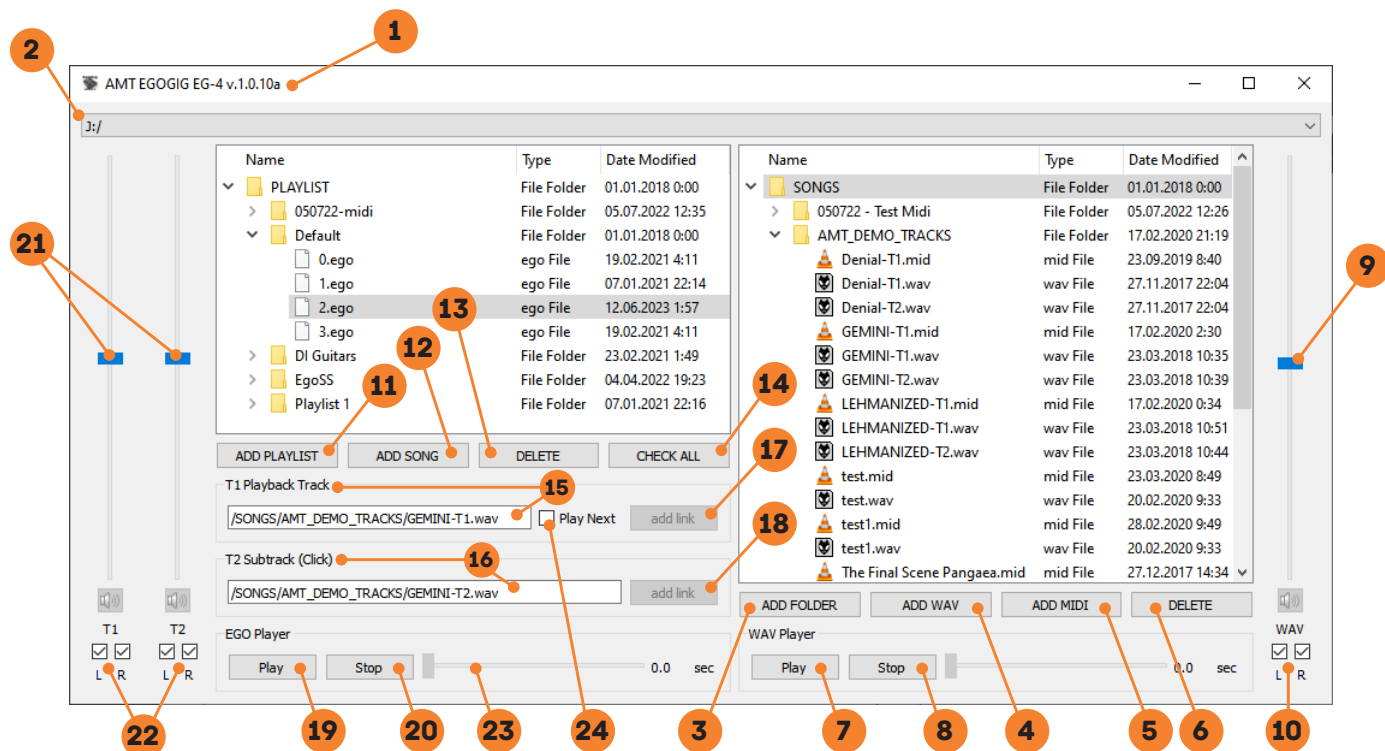 1
2
AMT EGOGIG EG-4 v.1.0.10a
J:/
Name Type Date Modified
PLAYLIST File Folder 01.01.2018 0:00
050722-midi File Folder 05.07.2022 12:35
Default File Folder 01.01.2018 0:00
0.ego ego File 19.02.2021 4:11
1.ego ego File 07.01.2021 22:14
2.ego ego File 12.06.2023 1:57
3.ego ego File 19.02.2021 4:11
DI Guitars File Folder 23.02.2021 1:49
EgoSS File Folder 04.04.2022 19:23
Playlist 1 File Folder 07.01.2021 22:16
21
13
12
11
14
ADD PLAYLIST ADD SONG DELETE CHECK ALL
T1 Playback Track
15
17
/SONGS/AMT_DEMO_TRACKS/GEMINI-T1.wav Play Next add link
18
T2 Subtrack (Click)
16
/SONGS/AMT_DEMO_TRACKS/GEMINI-T2.wav add link
T1 T2
L R L R
EGO Player
Play Stop 0.0 sec
Name Type Date Modified
SONGS File Folder 01.01.2018 0:00
050722 - Test Midi File Folder 05.07.2022 12:26
AMT_DEMO_TRACKS File Folder 17.02.2020 21:19
Denial-T1.mid mid File 23.09.2019 8:40
Denial-T1.wav wav File 27.11.2017 22:04
Denial-T2.wav wav File 27.11.2017 22:04
GEMINI-T1.mid mid File 17.02.2020 2:30
GEMINI-T1.wav wav File 23.03.2018 10:35
GEMINI-T2.wav wav File 23.03.2018 10:39
LEHMANIZED-T1.mid mid File 17.02.2020 0:34
LEHMANIZED-T1.wav wav File 23.03.2018 10:51
LEHMANIZED-T2.wav wav File 23.03.2018 10:44
test.mid mid File 23.03.2020 8:49
test.wav wav File 20.02.2020 9:33
test1.mid mid File 28.02.2020 9:49
test1.wav wav File 20.02.2020 9:33
The Final Scene Pangaea.mid mid File 27.12.2017 14:34
9
ADD FOLDER ADD WAV ADD MIDI DELETE
WAV Player
Play Stop 0.0 sec
WAV
L R
22 19 20 23 24 3 7 8 4 5 6 10